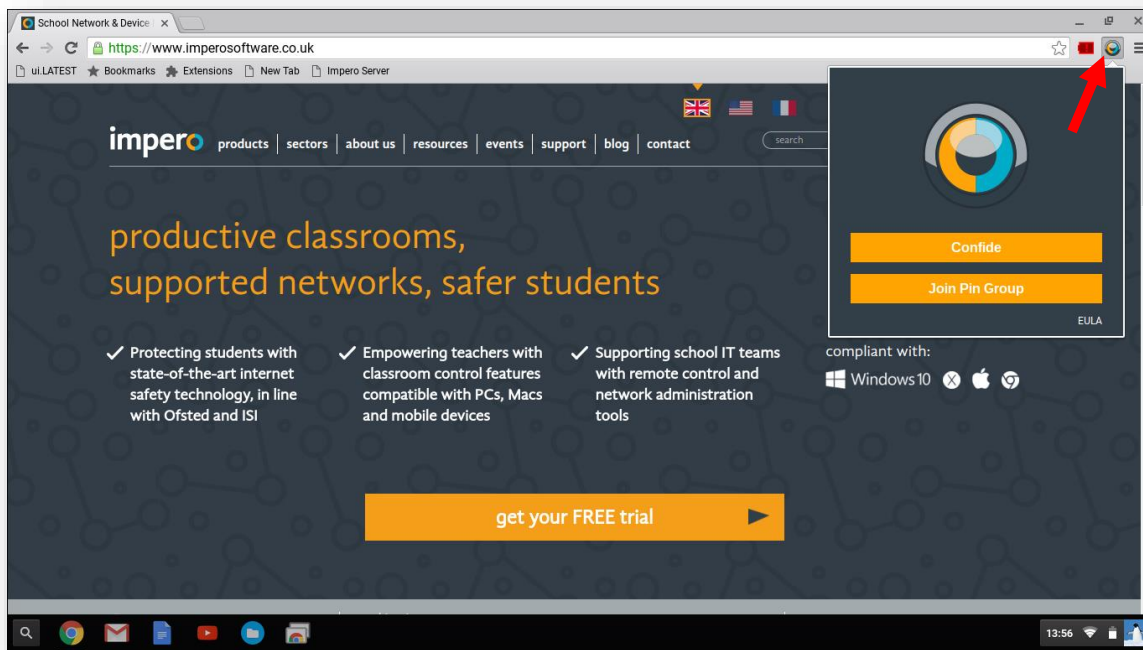 School Network & Device
https://www.imperosoftware.co.uk
ui.LATEST Bookmarks Extensions New Tab Impero Server
impero products sectors about us resources events support blog contact search
productive classrooms,
supported networks, safer students
Protecting students with
state-of-the-art internet
safety technology, in line
with Ofsted and ISI
Empowering teachers with
classroom control features
compatible with PCs, Macs
and mobile devices
Supporting school IT teams
with remote control and
network administration
tools
Confide
Join Pin Group
EULA
compliant with:
Windows 10
get your FREE trial
13:56